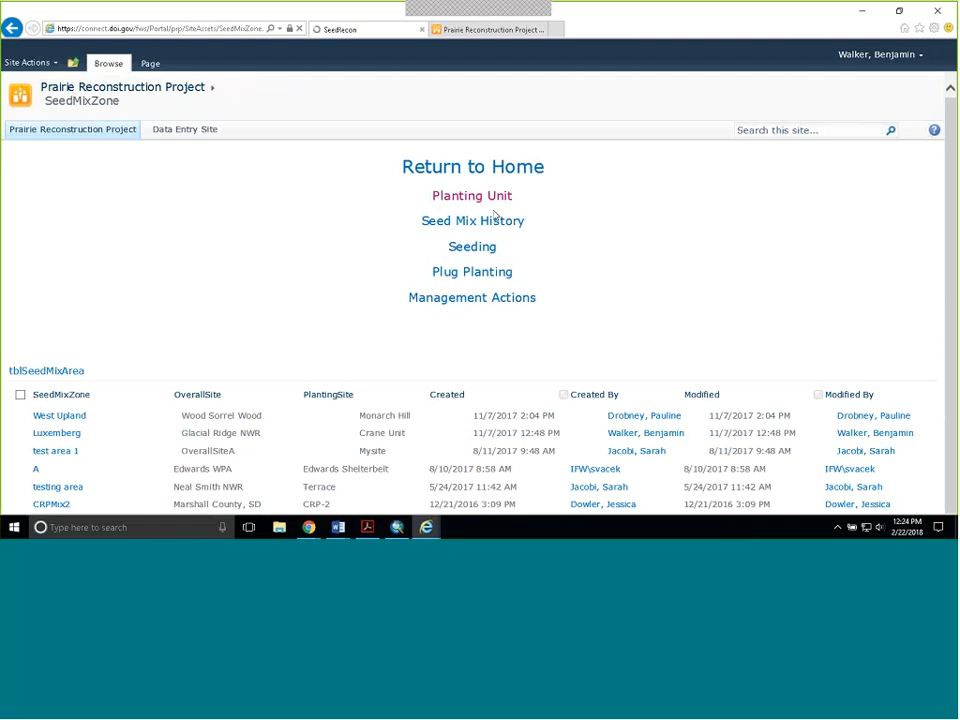 https://connect.doi.gov/fws/Portal/prp/SiteAssets/SeedMixZone. SeedRecon Prairie Reconstruction Project ...
Site Actions Browse Page Walker, Benjamin
Prairie Reconstruction Project
SeedMixZone
Prairie Reconstruction Project Data Entry Site Search this site...
Return to Home
Planting Unit
Seed Mix History
Seeding
Plug Planting
Management Actions
tblSeedMixArea
SeedMixZone OverallSite PlantingSite Created Created By Modified Modified By
West Upland Wood Sorrel Wood Monarch Hill 11/7/2017 2:04 PM Drobney, Pauline 11/7/2017 2:04 PM Drobney, Pauline
Luxemberg Glacial Ridge NWR Crane Unit 11/7/2017 12:48 PM Walker, Benjamin 11/7/2017 12:48 PM Walker, Benjamin
test area 1 OverallSiteA Mysite 8/11/2017 9:48 AM Jacobi, Sarah 8/11/2017 9:48 AM Jacobi, Sarah
A Edwards WPA Edwards Shelterbelt 8/10/2017 8:58 AM IFW\svacek 8/10/2017 8:58 AM IFW\svacek
testing area Neal Smith NWR Terrace 5/24/2017 11:42 AM Jacobi, Sarah 5/24/2017 11:42 AM Jacobi, Sarah
CRPMix2 Marshall County, SD CRP-2 12/21/2016 3:09 PM Dowler, Jessica 12/21/2016 3:09 PM Dowler, Jessica
Type here to search 12:24 PM
2/22/2018